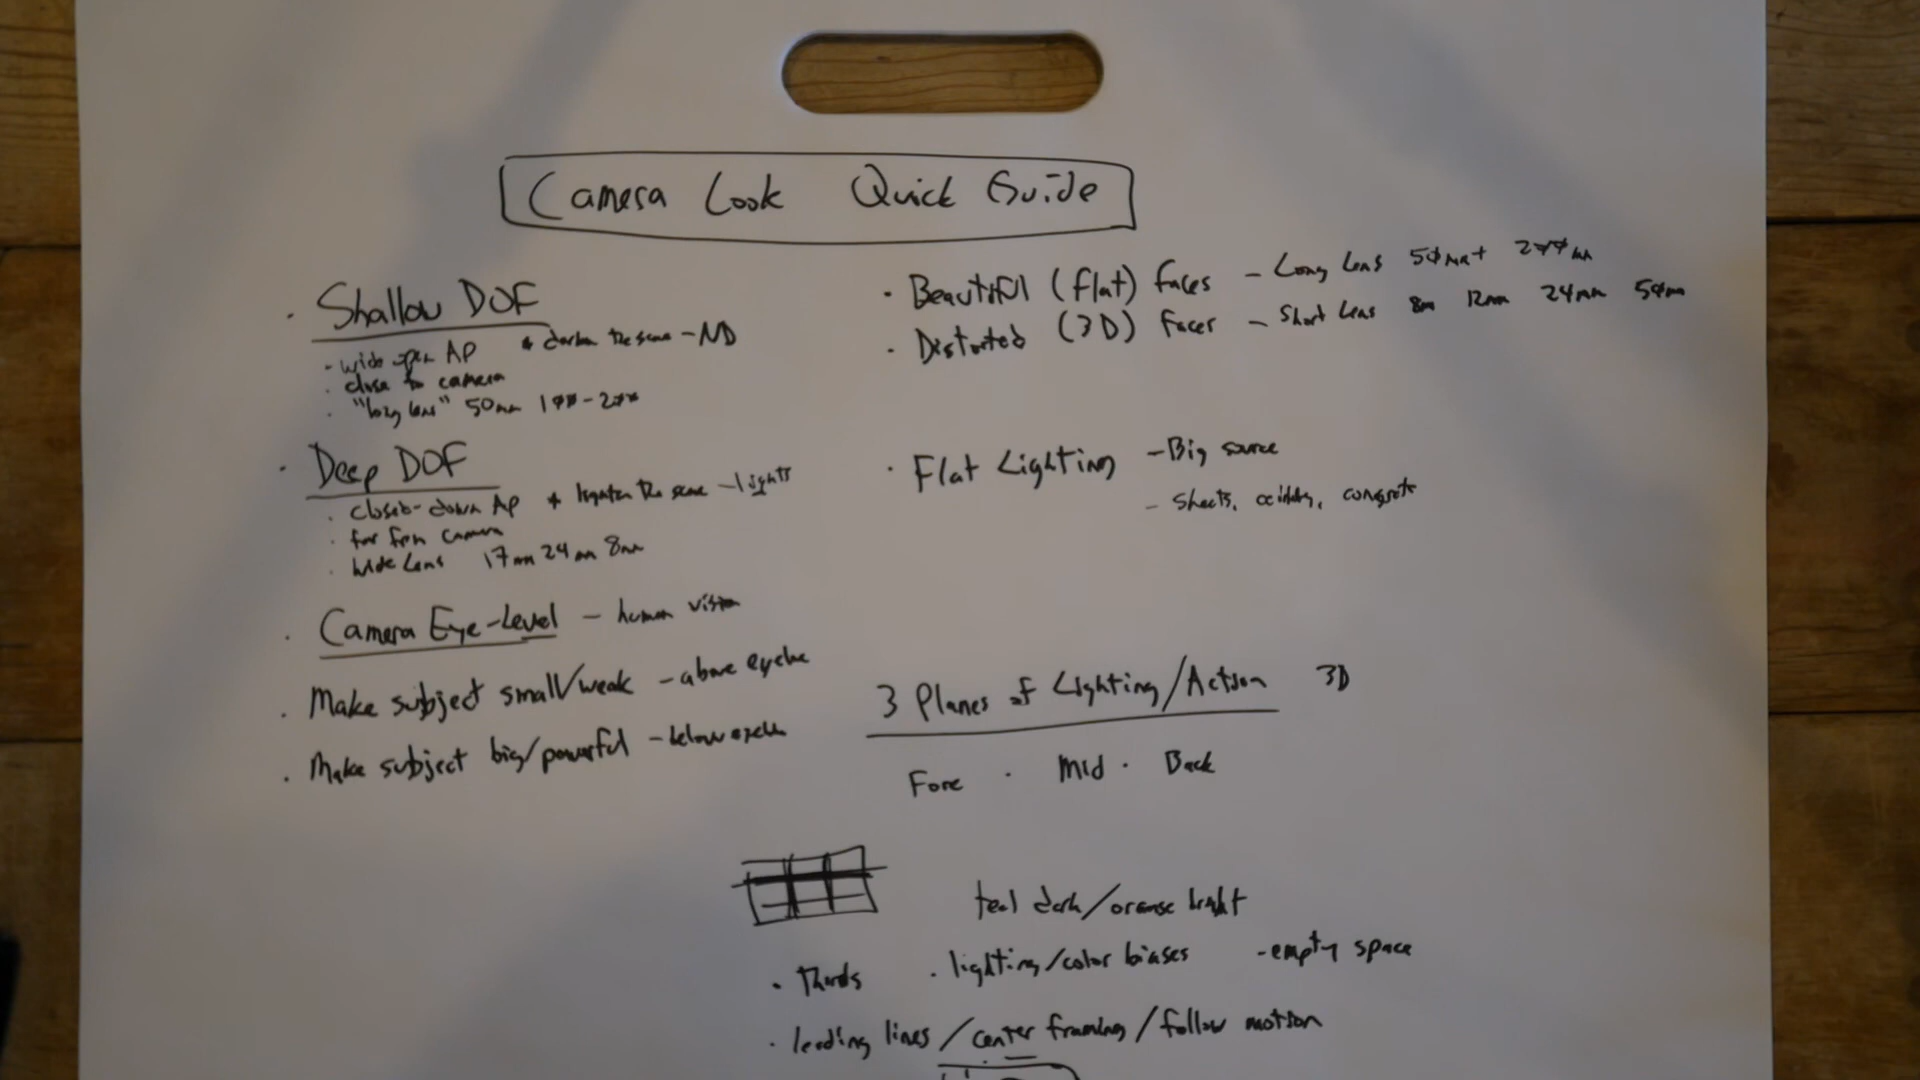 Camera Look Quick Guide
· Shallow DOF
- wide open AP * darken the scene - ND
· close to camera
· "long lens" 50mm 100-200
· Deep DOF
· closed-down AP * lighten the scene - lights
· far from camera
· wide lens 17mm 24mm 8mm
· Camera Eye-Level - human vision
· Make subject small/weak - above eyeline
· Make subject big/powerful - below eyeline
· Beautiful (flat) faces - Long lens 50mm+ 200mm
· Distorted (3D) faces - Short lens 8mm 12mm 24mm 50mm
· Flat Lighting - Big source
- Sheets, concrete
3 Planes of Lighting/Action 3D
Fore · Mid · Back
teal dark/orange light
· Thirds · lighting/color biases - empty space
· leading lines/center framing/follow motion